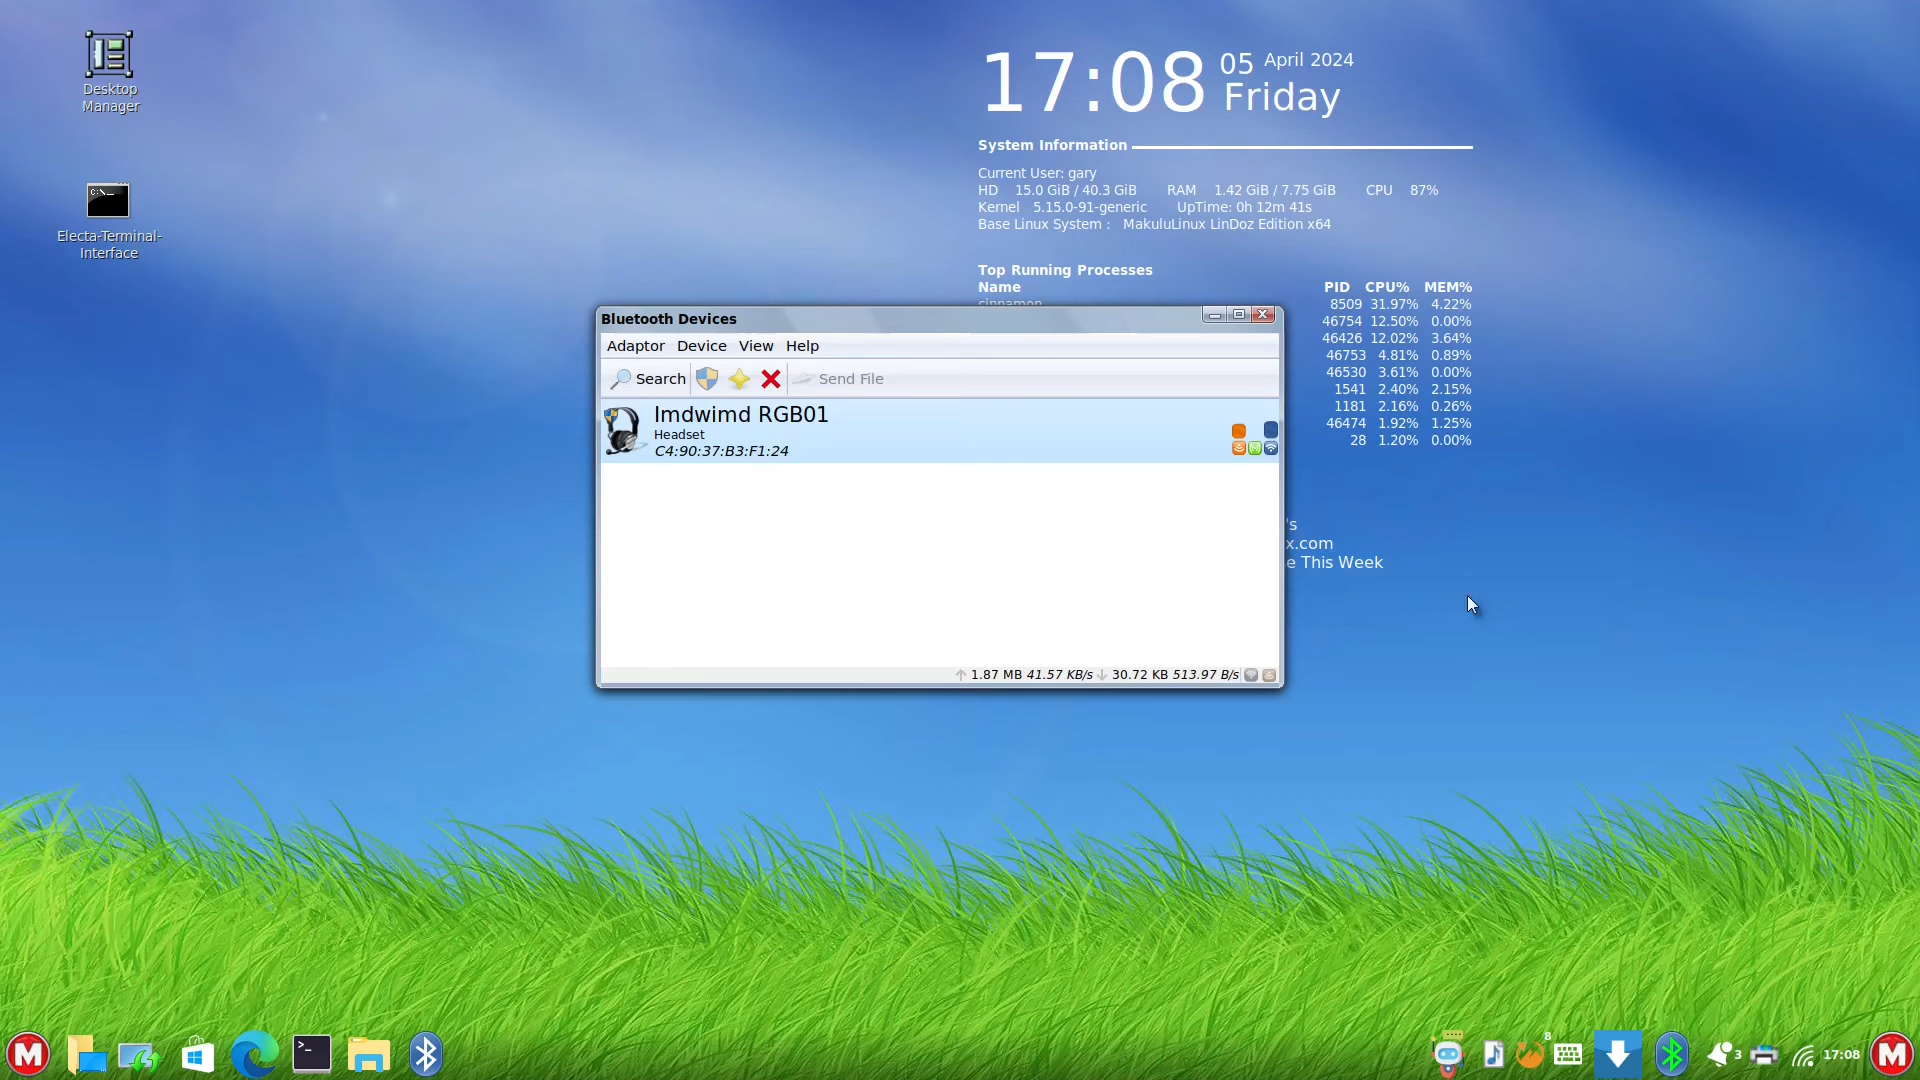 Desktop
Manager
Electa-Terminal-
Interface
17:08 05 April 2024
Friday
System Information
Current User: gary
HD 15.0 GiB / 40.3 GiB RAM 1.42 GiB / 7.75 GiB CPU 87%
Kernel 5.15.0-91-generic UpTime: 0h 12m 41s
Base Linux System : MakuluLinux LinDoz Edition x64
Top Running Processes
Name PID CPU% MEM%
cinnamon 8509 31.97% 4.22%
46754 12.50% 0.00%
46426 12.02% 3.64%
46753 4.81% 0.89%
46530 3.61% 0.00%
1541 2.40% 2.15%
1181 2.16% 0.26%
46474 1.92% 1.25%
28 1.20% 0.00%
's
x.com
e This Week
Bluetooth Devices
Adaptor Device View Help
Search Send File
Imdwimd RGB01
Headset
C4:90:37:B3:F1:24
1.87 MB 41.57 KB/s 30.72 KB 513.97 B/s
C:\_
>_
M
8
3
17:08
M